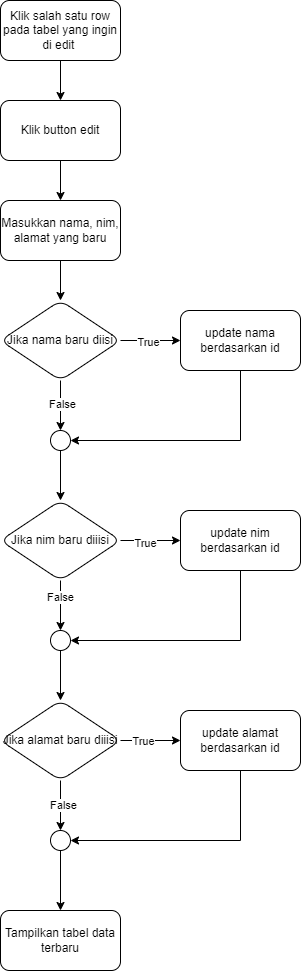 Klik salah satu row
pada tabel yang ingin
di edit
Klik button edit
Masukkan nama, nim,
alamat yang baru
Jika nama baru diisi
True
update nama
berdasarkan id
False
Jika nim baru diiisi
True
update nim
berdasarkan id
False
Jika alamat baru diiisi
True
update alamat
berdasarkan id
False
Tampilkan tabel data
terbaru